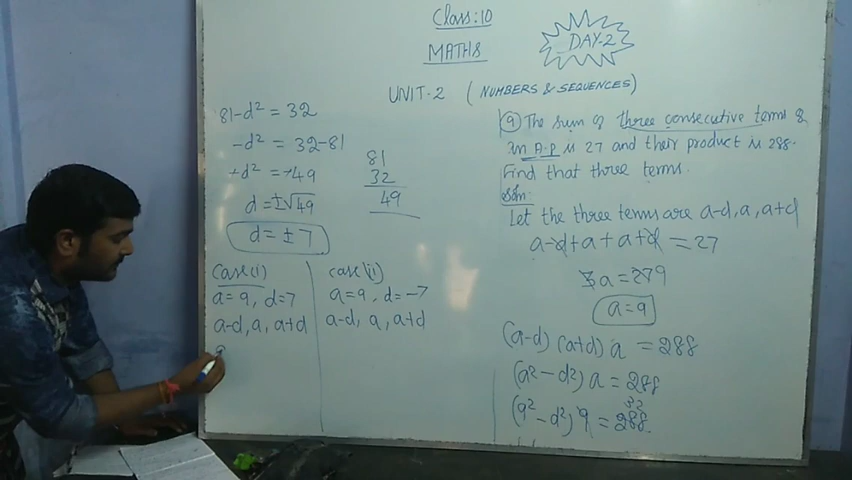 Class:10
MATHS
DAY-2
UNIT-2 (NUMBERS & SEQUENCES)
9 The sum of three consecutive terms of
an A.P is 27 and their product is 288.
Find that three terms.
Soln:
Let the three terms are a-d, a, a+d
a-d+a+a+d = 27
3a = 279
a = 9
(a-d) (a+d) a = 288
(a²-d²) a = 288
32
(9²-d²) 9 = 288
81-d² = 32
-d² = 32-81
+d² = +49
d = ±√49
d = ± 7
81
32
49
Case(i)
a=9, d=7
a-d, a, a+d
case(ii)
a=9, d=-7
a-d, a, a+d